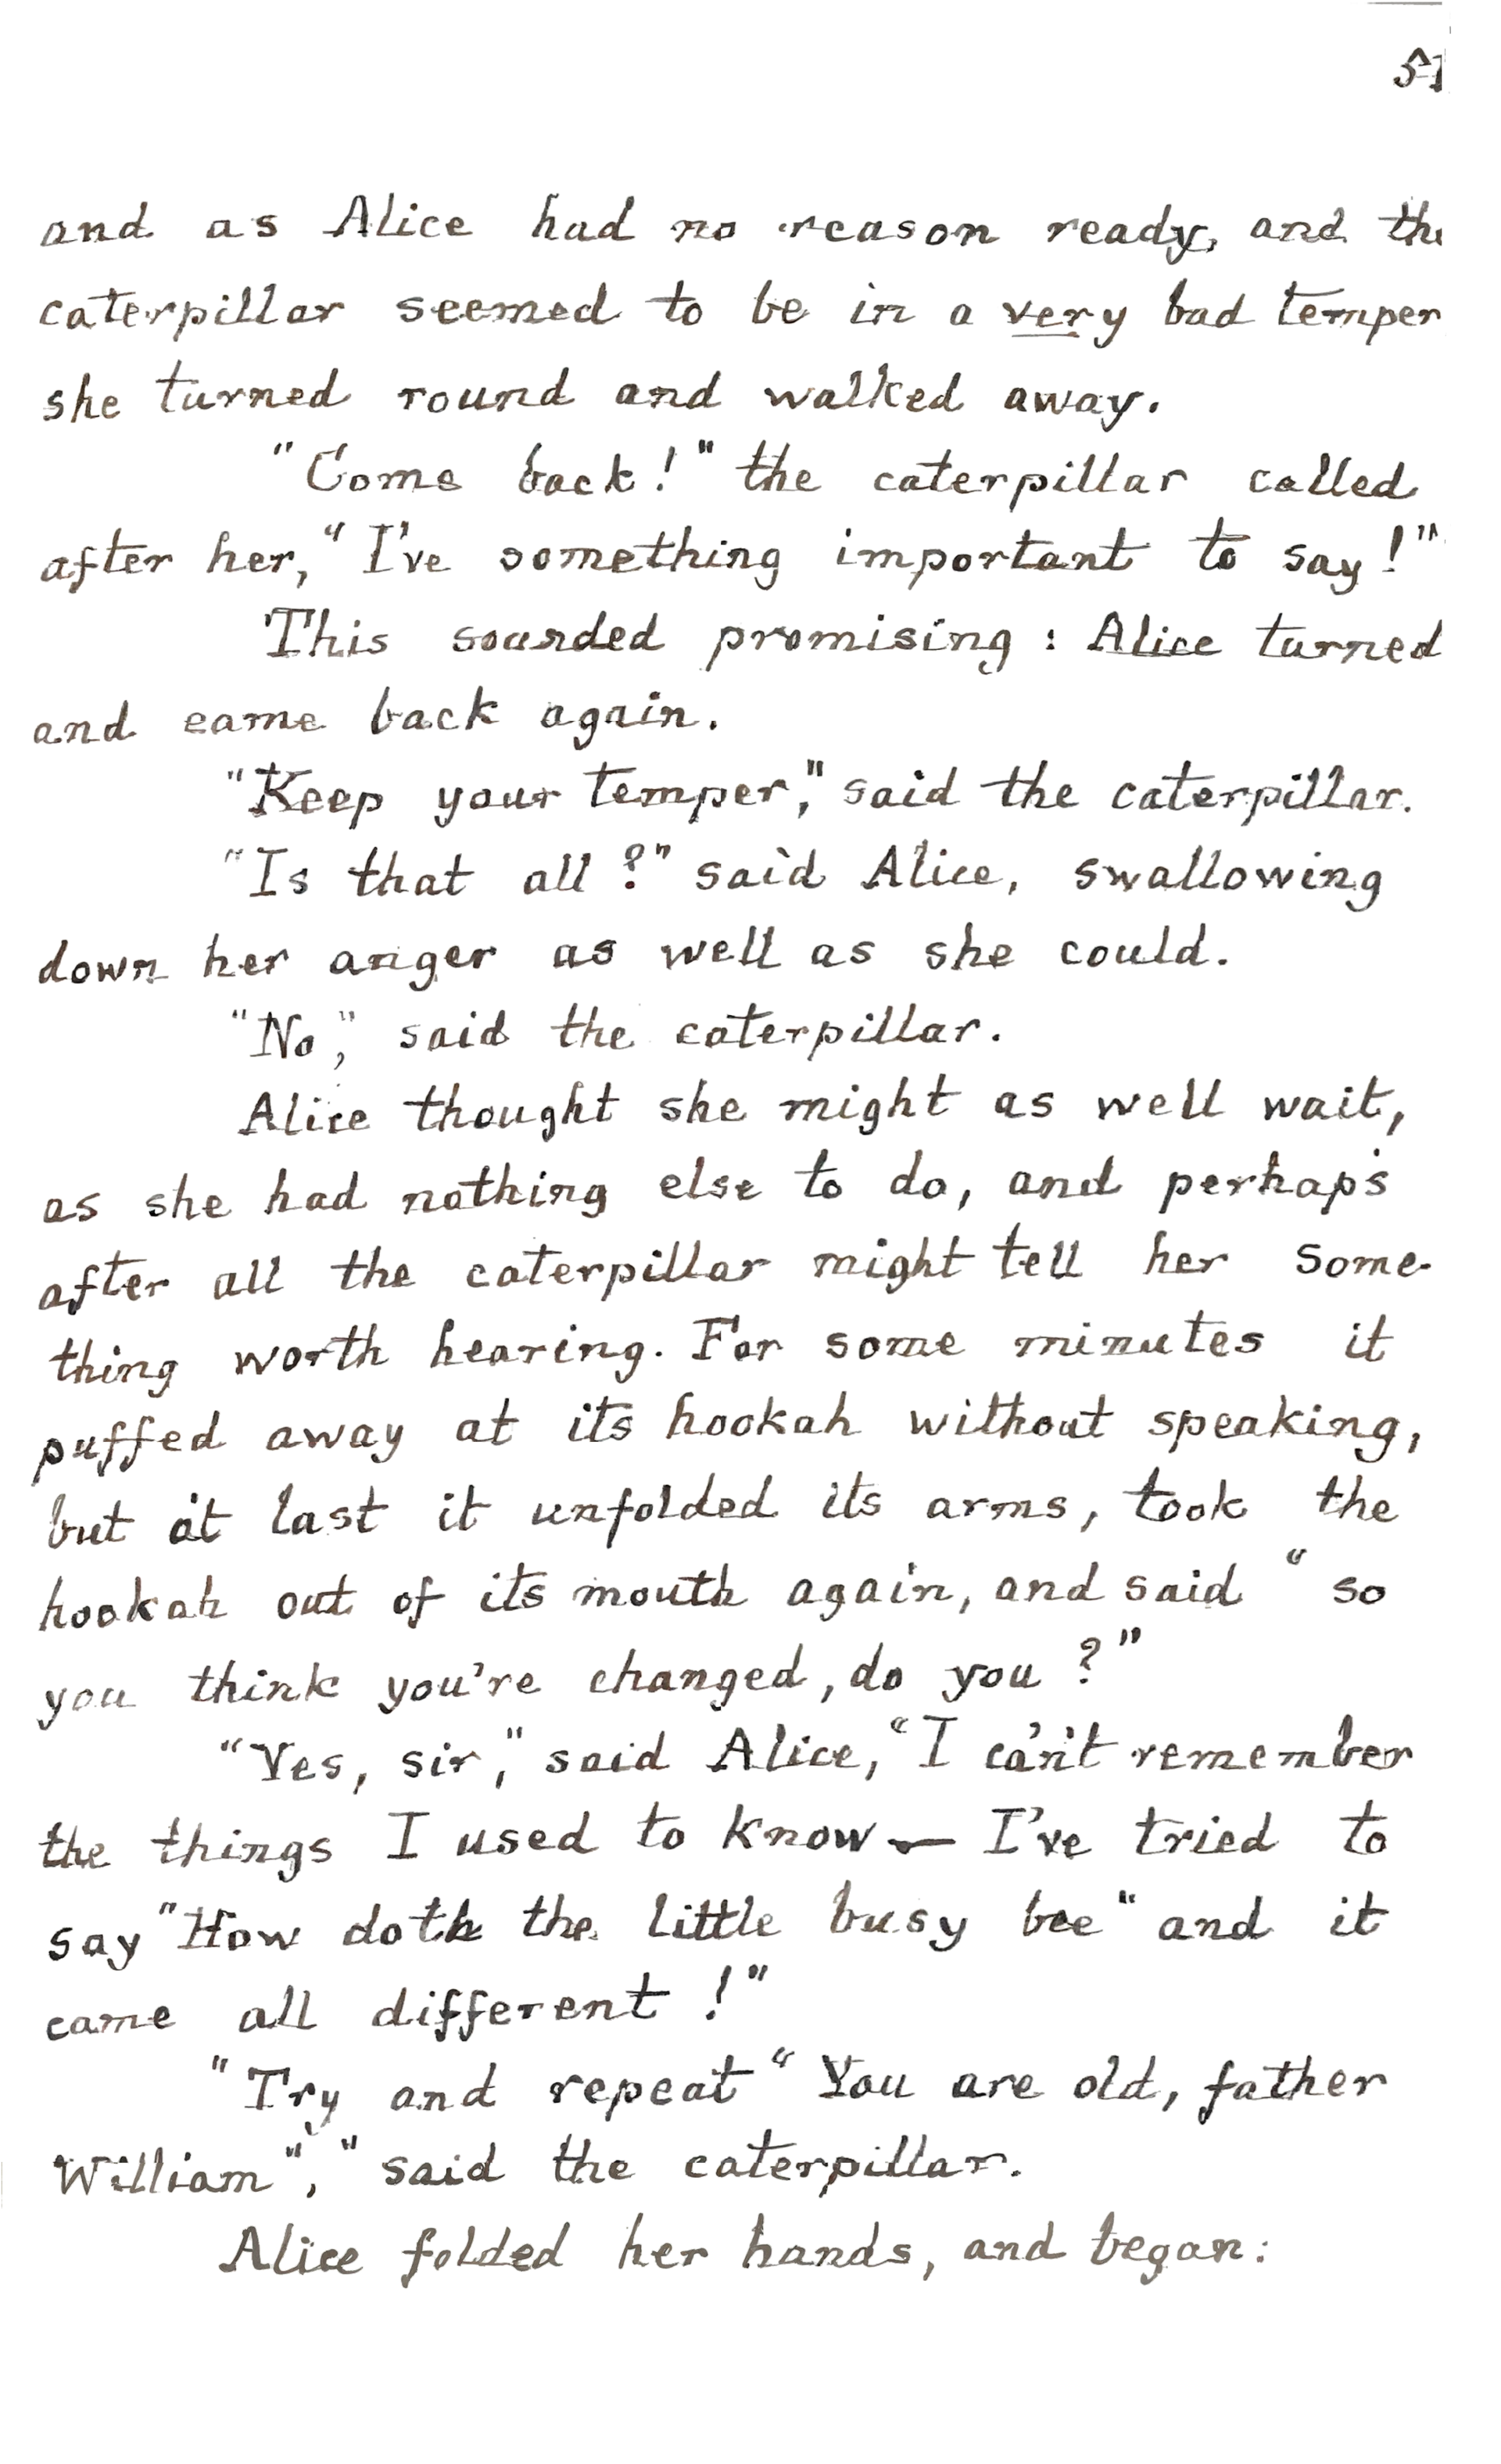 and as Alice had no reason ready, and the
caterpillar seemed to be in a very bad temper
she turned round and walked away.
"Come back!" the caterpillar called
after her, "I've something important to say!"
This sounded promising: Alice turned
and came back again.
"Keep your temper," said the caterpillar.
"Is that all?" said Alice, swallowing
down her anger as well as she could.
"No," said the caterpillar.
Alice thought she might as well wait,
as she had nothing else to do, and perhaps
after all the caterpillar might tell her some-
thing worth hearing. For some minutes it
puffed away at its hookah without speaking,
but at last it unfolded its arms, took the
hookah out of its mouth again, and said "so
you think you're changed, do you?"
"Yes, sir," said Alice, "I ca'n't remember
the things I used to know — I've tried to
say "How doth the little busy bee" and it
came all different!"
"Try and repeat "You are old, father
William"," said the caterpillar.
Alice folded her hands, and began: